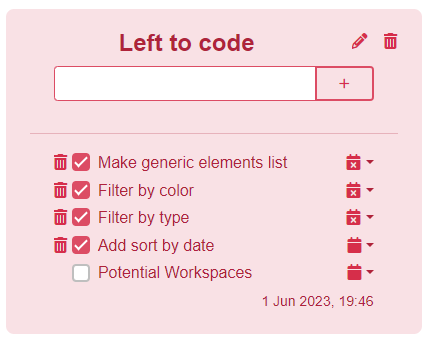 Left to code
+
Make generic elements list
Filter by color
Filter by type
Add sort by date
Potential Workspaces
1 Jun 2023, 19:46